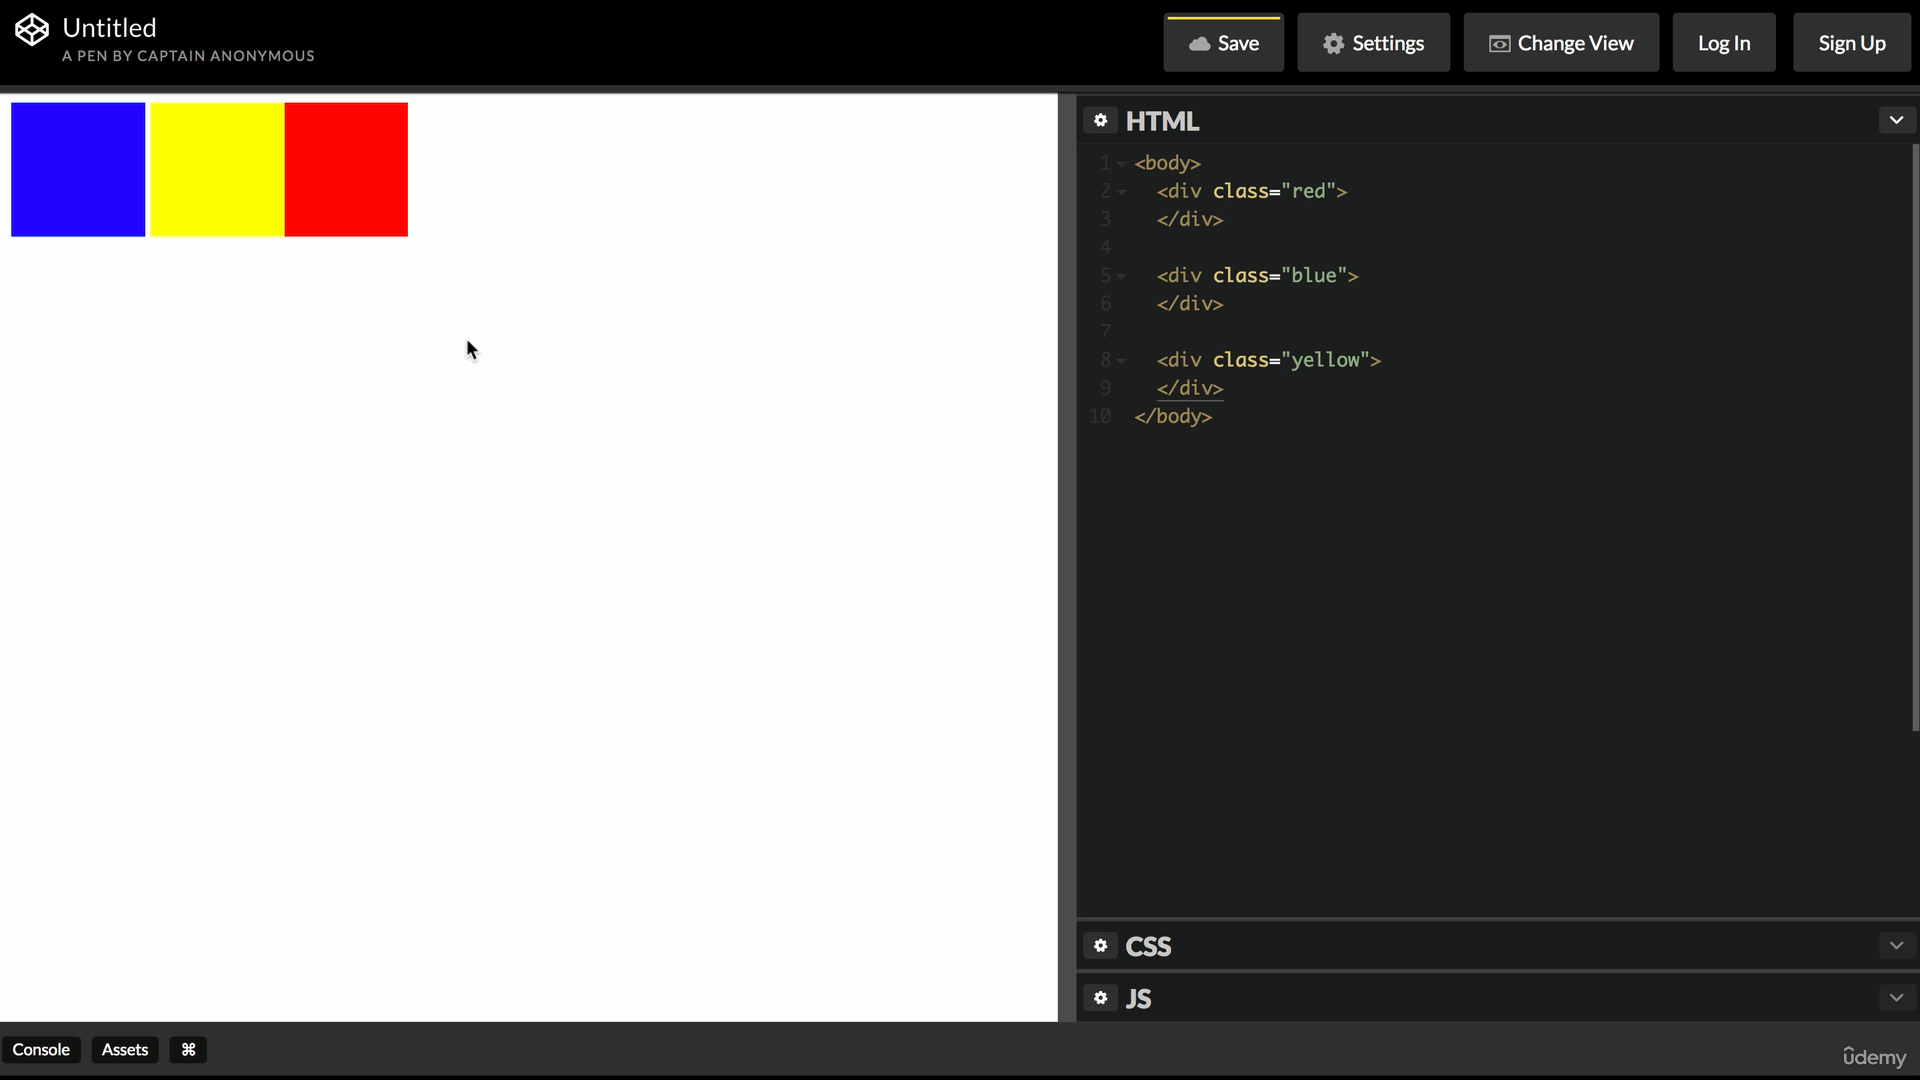 Untitled
A PEN BY CAPTAIN ANONYMOUS
Save
Settings
Change View
Log In
Sign Up
HTML
1 <body>
2 <div class="red">
3 </div>
4
5 <div class="blue">
6 </div>
7
8 <div class="yellow">
9 </div>
10 </body>
CSS
JS
Console
Assets
⌘
ûdemy